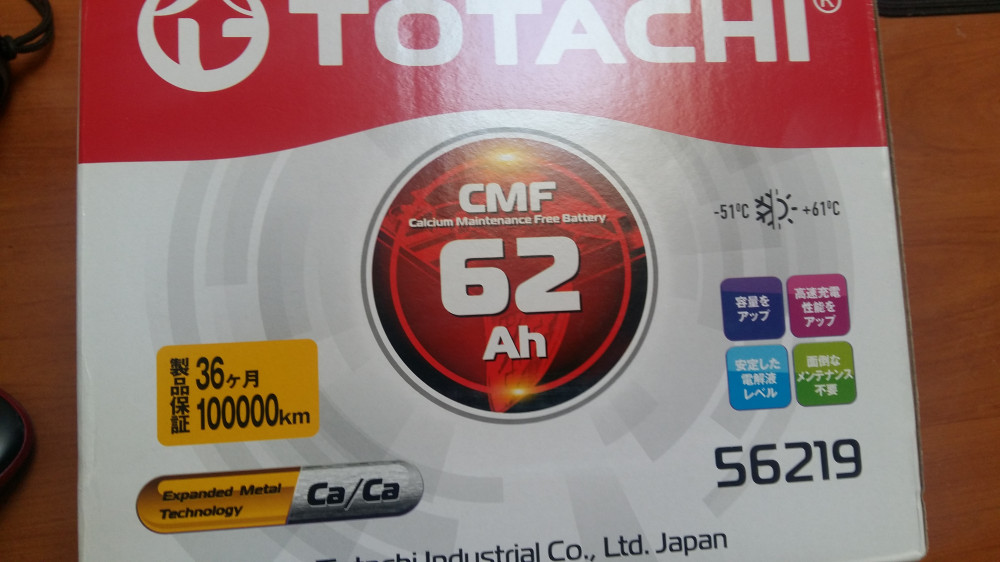 TOTACHI®
CMF
Calcium Maintenance Free Battery
62
Ah
-51⁰C
+61⁰C
容量を
アップ
高速充電
性能を
アップ
安定した
電解液
レベル
面倒な
メンテナンス
不要
製品保証
36ヶ月
100000km
56219
Expanded Metal
Technology
Ca/Ca
Totachi Industrial Co., Ltd. Japan